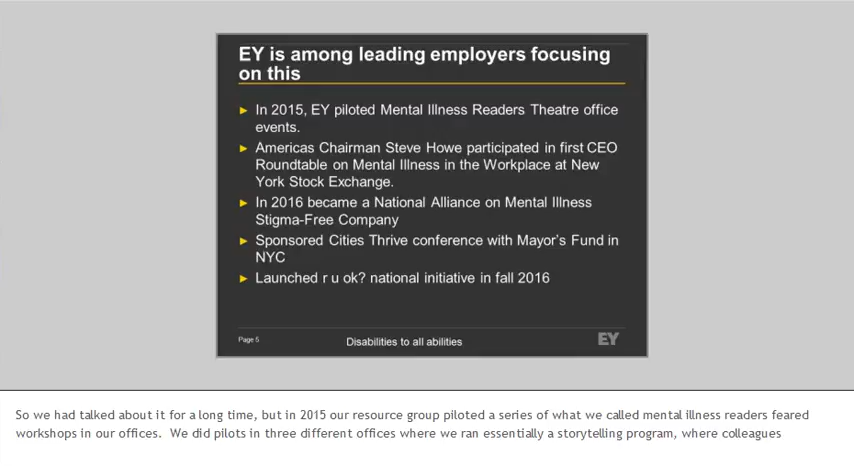 EY is among leading employers focusing
on this
► In 2015, EY piloted Mental Illness Readers Theatre office
events.
► Americas Chairman Steve Howe participated in first CEO
Roundtable on Mental Illness in the Workplace at New
York Stock Exchange.
► In 2016 became a National Alliance on Mental Illness
Stigma-Free Company
► Sponsored Cities Thrive conference with Mayor's Fund in
NYC
► Launched r u ok? national initiative in fall 2016
Page 5
Disabilities to all abilities
EY
So we had talked about it for a long time, but in 2015 our resource group piloted a series of what we called mental illness readers feared
workshops in our offices. We did pilots in three different offices where we ran essentially a storytelling program, where colleagues